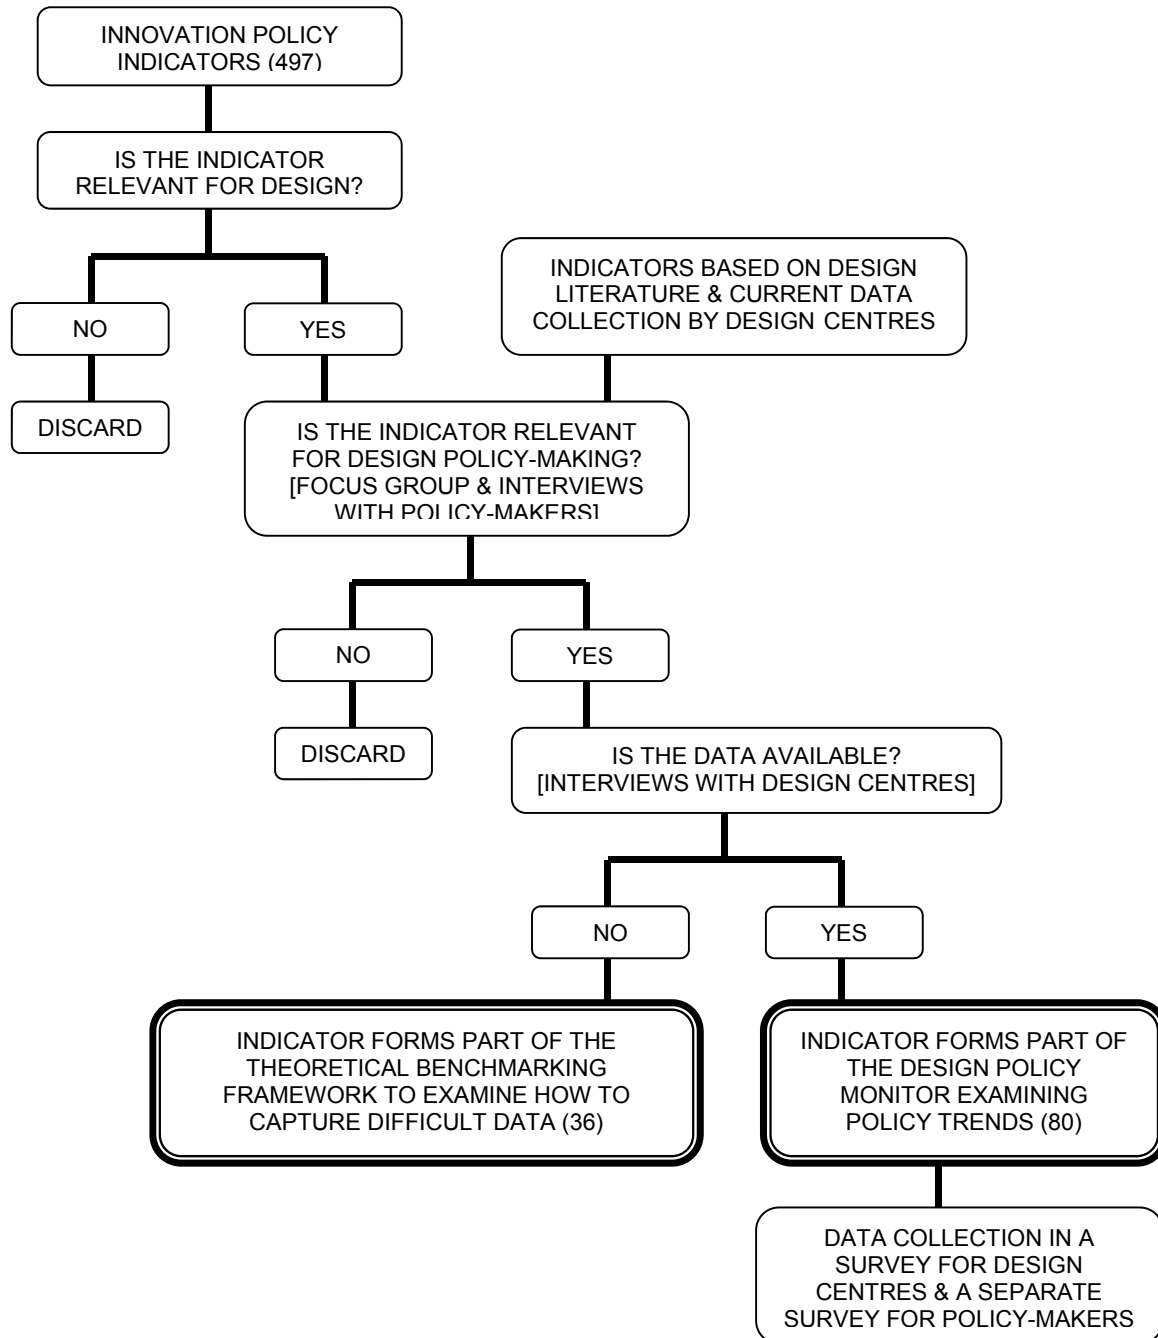 INNOVATION POLICY
INDICATORS (497)
IS THE INDICATOR
RELEVANT FOR DESIGN?
INDICATORS BASED ON DESIGN
LITERATURE & CURRENT DATA
COLLECTION BY DESIGN CENTRES
NO
YES
DISCARD
IS THE INDICATOR RELEVANT
FOR DESIGN POLICY-MAKING?
[FOCUS GROUP & INTERVIEWS
WITH POLICY-MAKERS]
NO
YES
DISCARD
IS THE DATA AVAILABLE?
[INTERVIEWS WITH DESIGN CENTRES]
NO
YES
INDICATOR FORMS PART OF THE
THEORETICAL BENCHMARKING
FRAMEWORK TO EXAMINE HOW TO
CAPTURE DIFFICULT DATA (36)
INDICATOR FORMS PART OF
THE DESIGN POLICY
MONITOR EXAMINING
POLICY TRENDS (80)
DATA COLLECTION IN A
SURVEY FOR DESIGN
CENTRES & A SEPARATE
SURVEY FOR POLICY-MAKERS